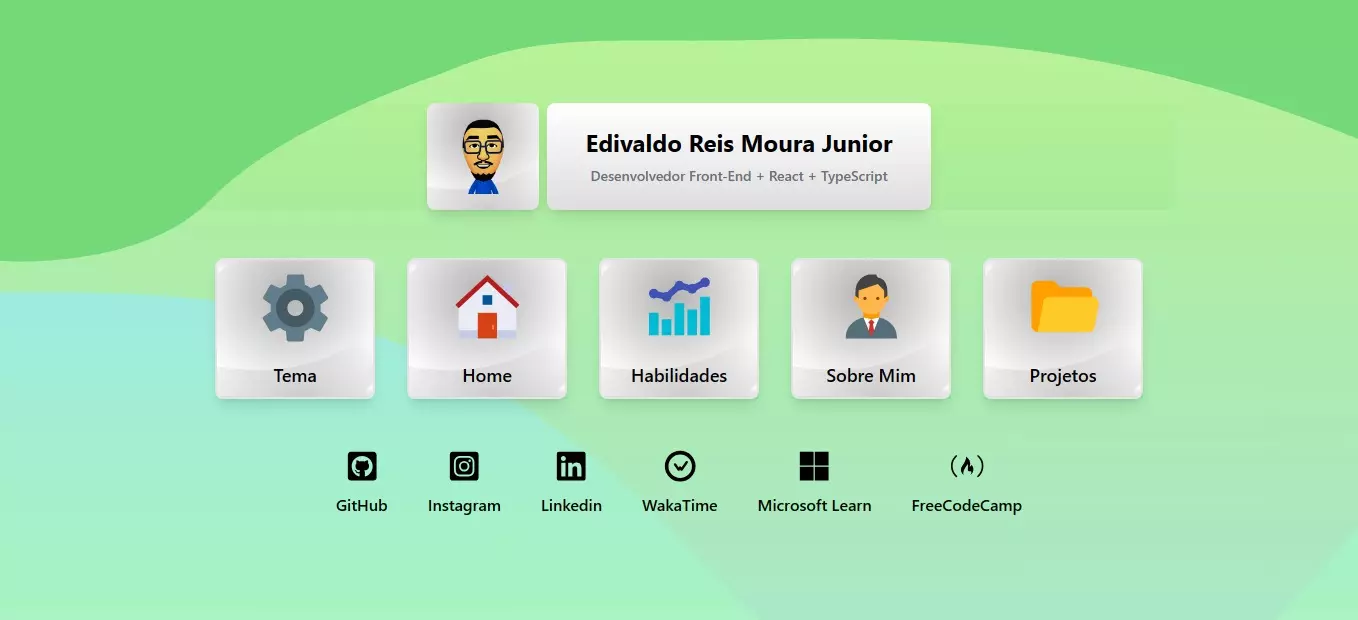 Edivaldo Reis Moura Junior
Desenvolvedor Front-End + React + TypeScript
Tema
Home
Habilidades
Sobre Mim
Projetos
GitHub
Instagram
Linkedin
WakaTime
Microsoft Learn
FreeCodeCamp